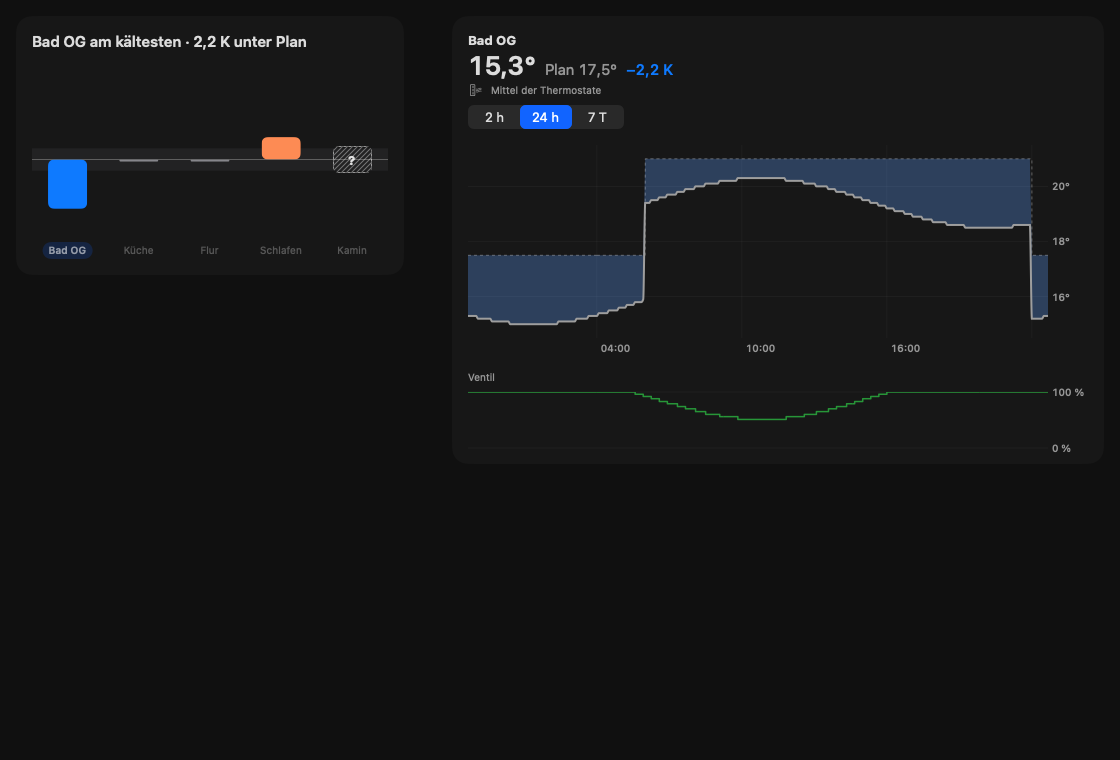 Bad OG am kältesten · 2,2 K unter Plan
?
Bad OG Küche Flur Schlafen Kamin
Bad OG
15,3° Plan 17,5° −2,2 K
Mittel der Thermostate
2 h 24 h 7 T
20°
18°
16°
04:00 10:00 16:00
Ventil
100 %
0 %